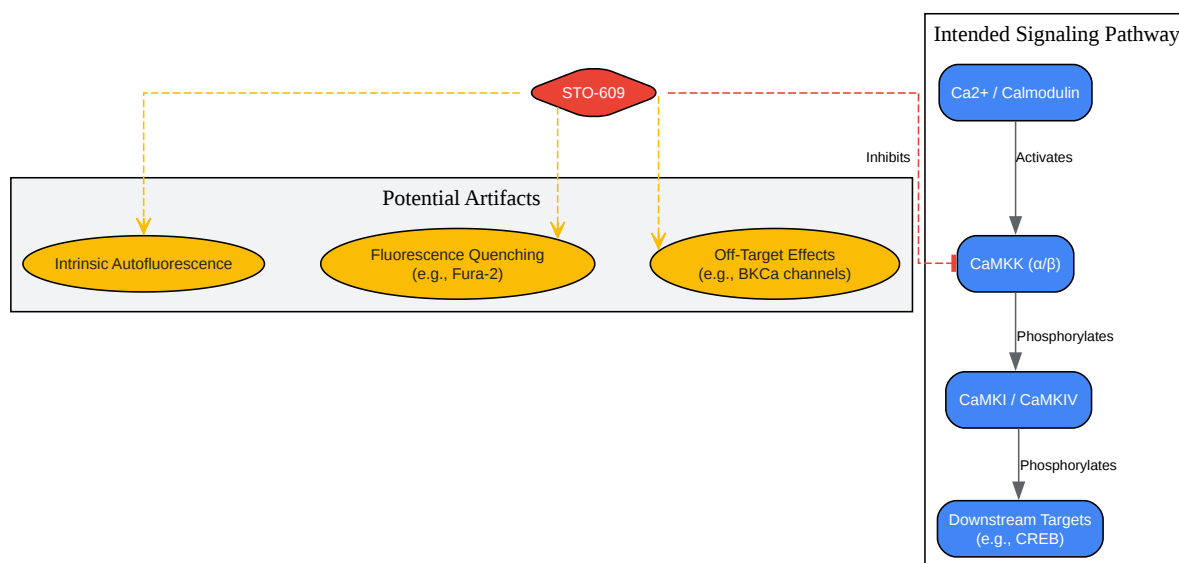 Intended Signaling Pathway
STO-609
Ca2+ / Calmodulin
Inhibits
Activates
Potential Artifacts
Intrinsic Autofluorescence
Fluorescence Quenching
(e.g., Fura-2)
Off-Target Effects
(e.g., BKCa channels)
CaMKK (α/β)
Phosphorylates
CaMKI / CaMKIV
Phosphorylates
Downstream Targets
(e.g., CREB)